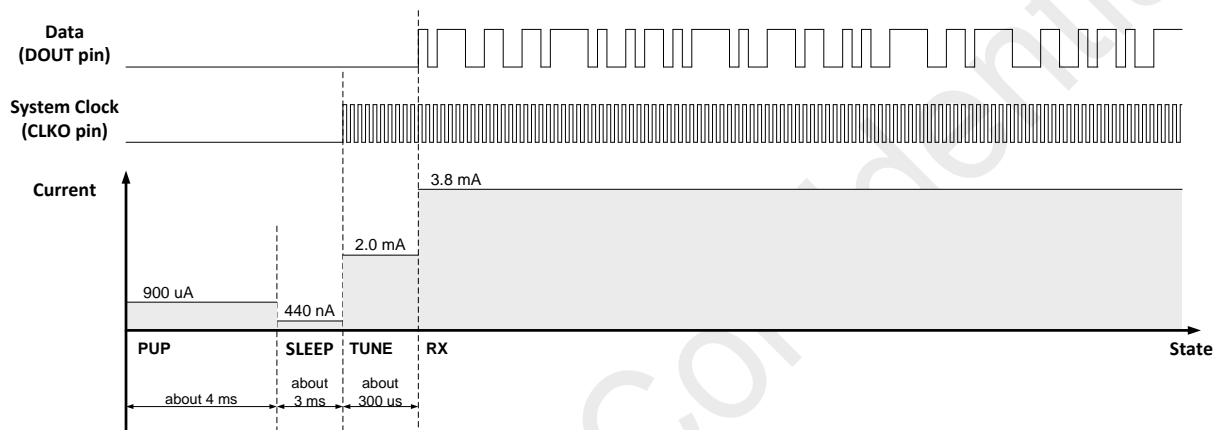 Data
(DOUT pin)
System Clock
(CLKO pin)
Current
3.8 mA
2.0 mA
900 uA
440 nA
PUP
SLEEP
TUNE
RX
State
about 4 ms
about
3 ms
about
300 us
Confidential